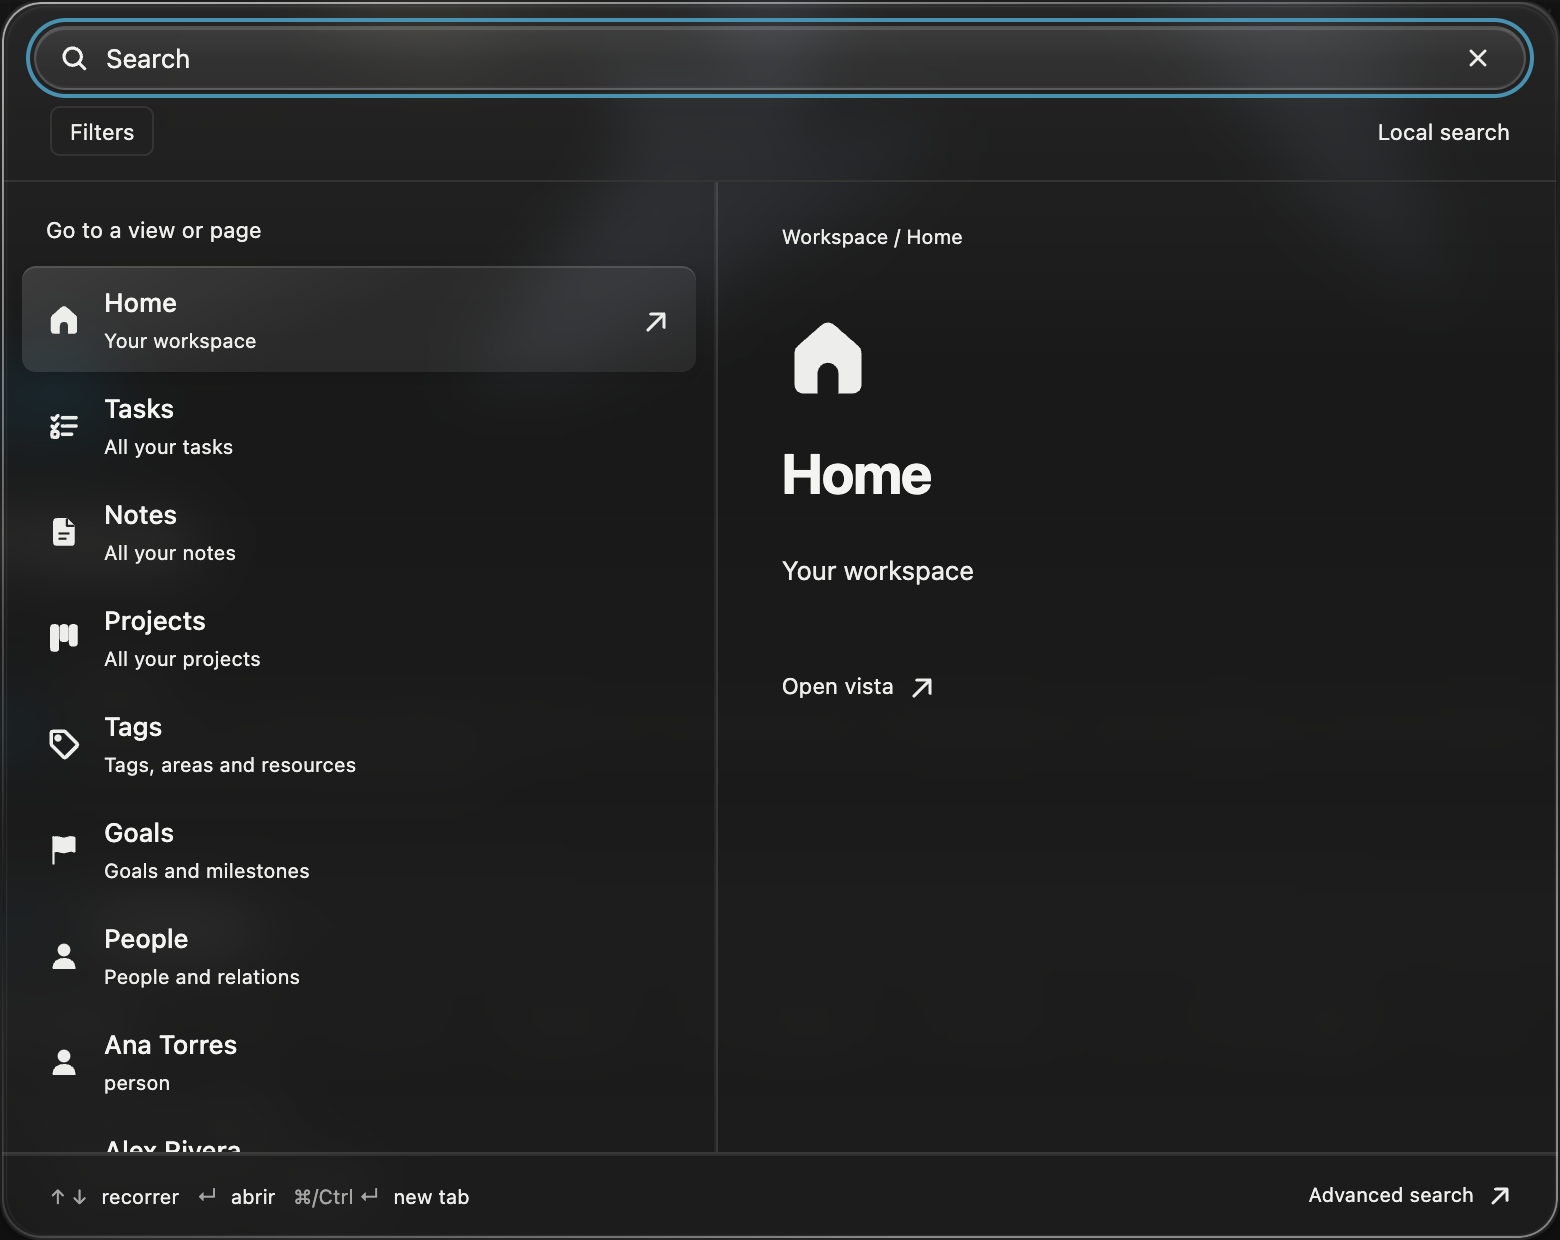 Search
Filters
Local search
Go to a view or page
Home
Your workspace
Tasks
All your tasks
Notes
All your notes
Projects
All your projects
Tags
Tags, areas and resources
Goals
Goals and milestones
People
People and relations
Ana Torres
person
Alex Rivera
Workspace / Home
Home
Your workspace
Open vista
↑ ↓ recorrer ↵ abrir ⌘/Ctrl ↵ new tab
Advanced search